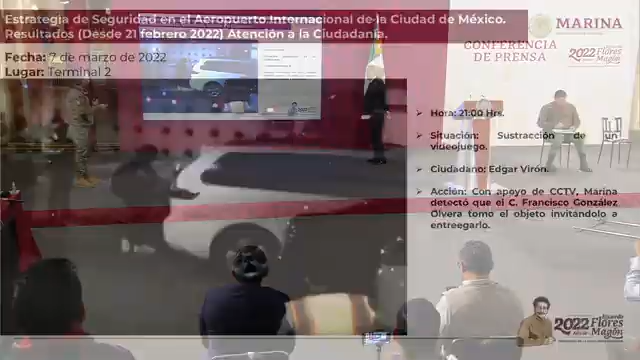 Estrategia de Seguridad en el Aeropuerto Internacional de la Ciudad de México.
Resultados (Desde 21 febrero 2022) Atención a la Ciudadanía.
MARINA
CONFERENCIA
DE PRENSA
2022 Flores
Magón
Fecha: 7 de marzo de 2022
Lugar: Terminal 2
Hora: 21:00 Hrs.
Situación: Sustracción de un
videojuego.
Ciudadano: Edgar Virón.
Acción: Con apoyo de CCTV, Marina
detectó que el C. Francisco González
Olvera tomo el objeto invitándolo a
entregarlo.
2022 Ricardo
Flores
Magón